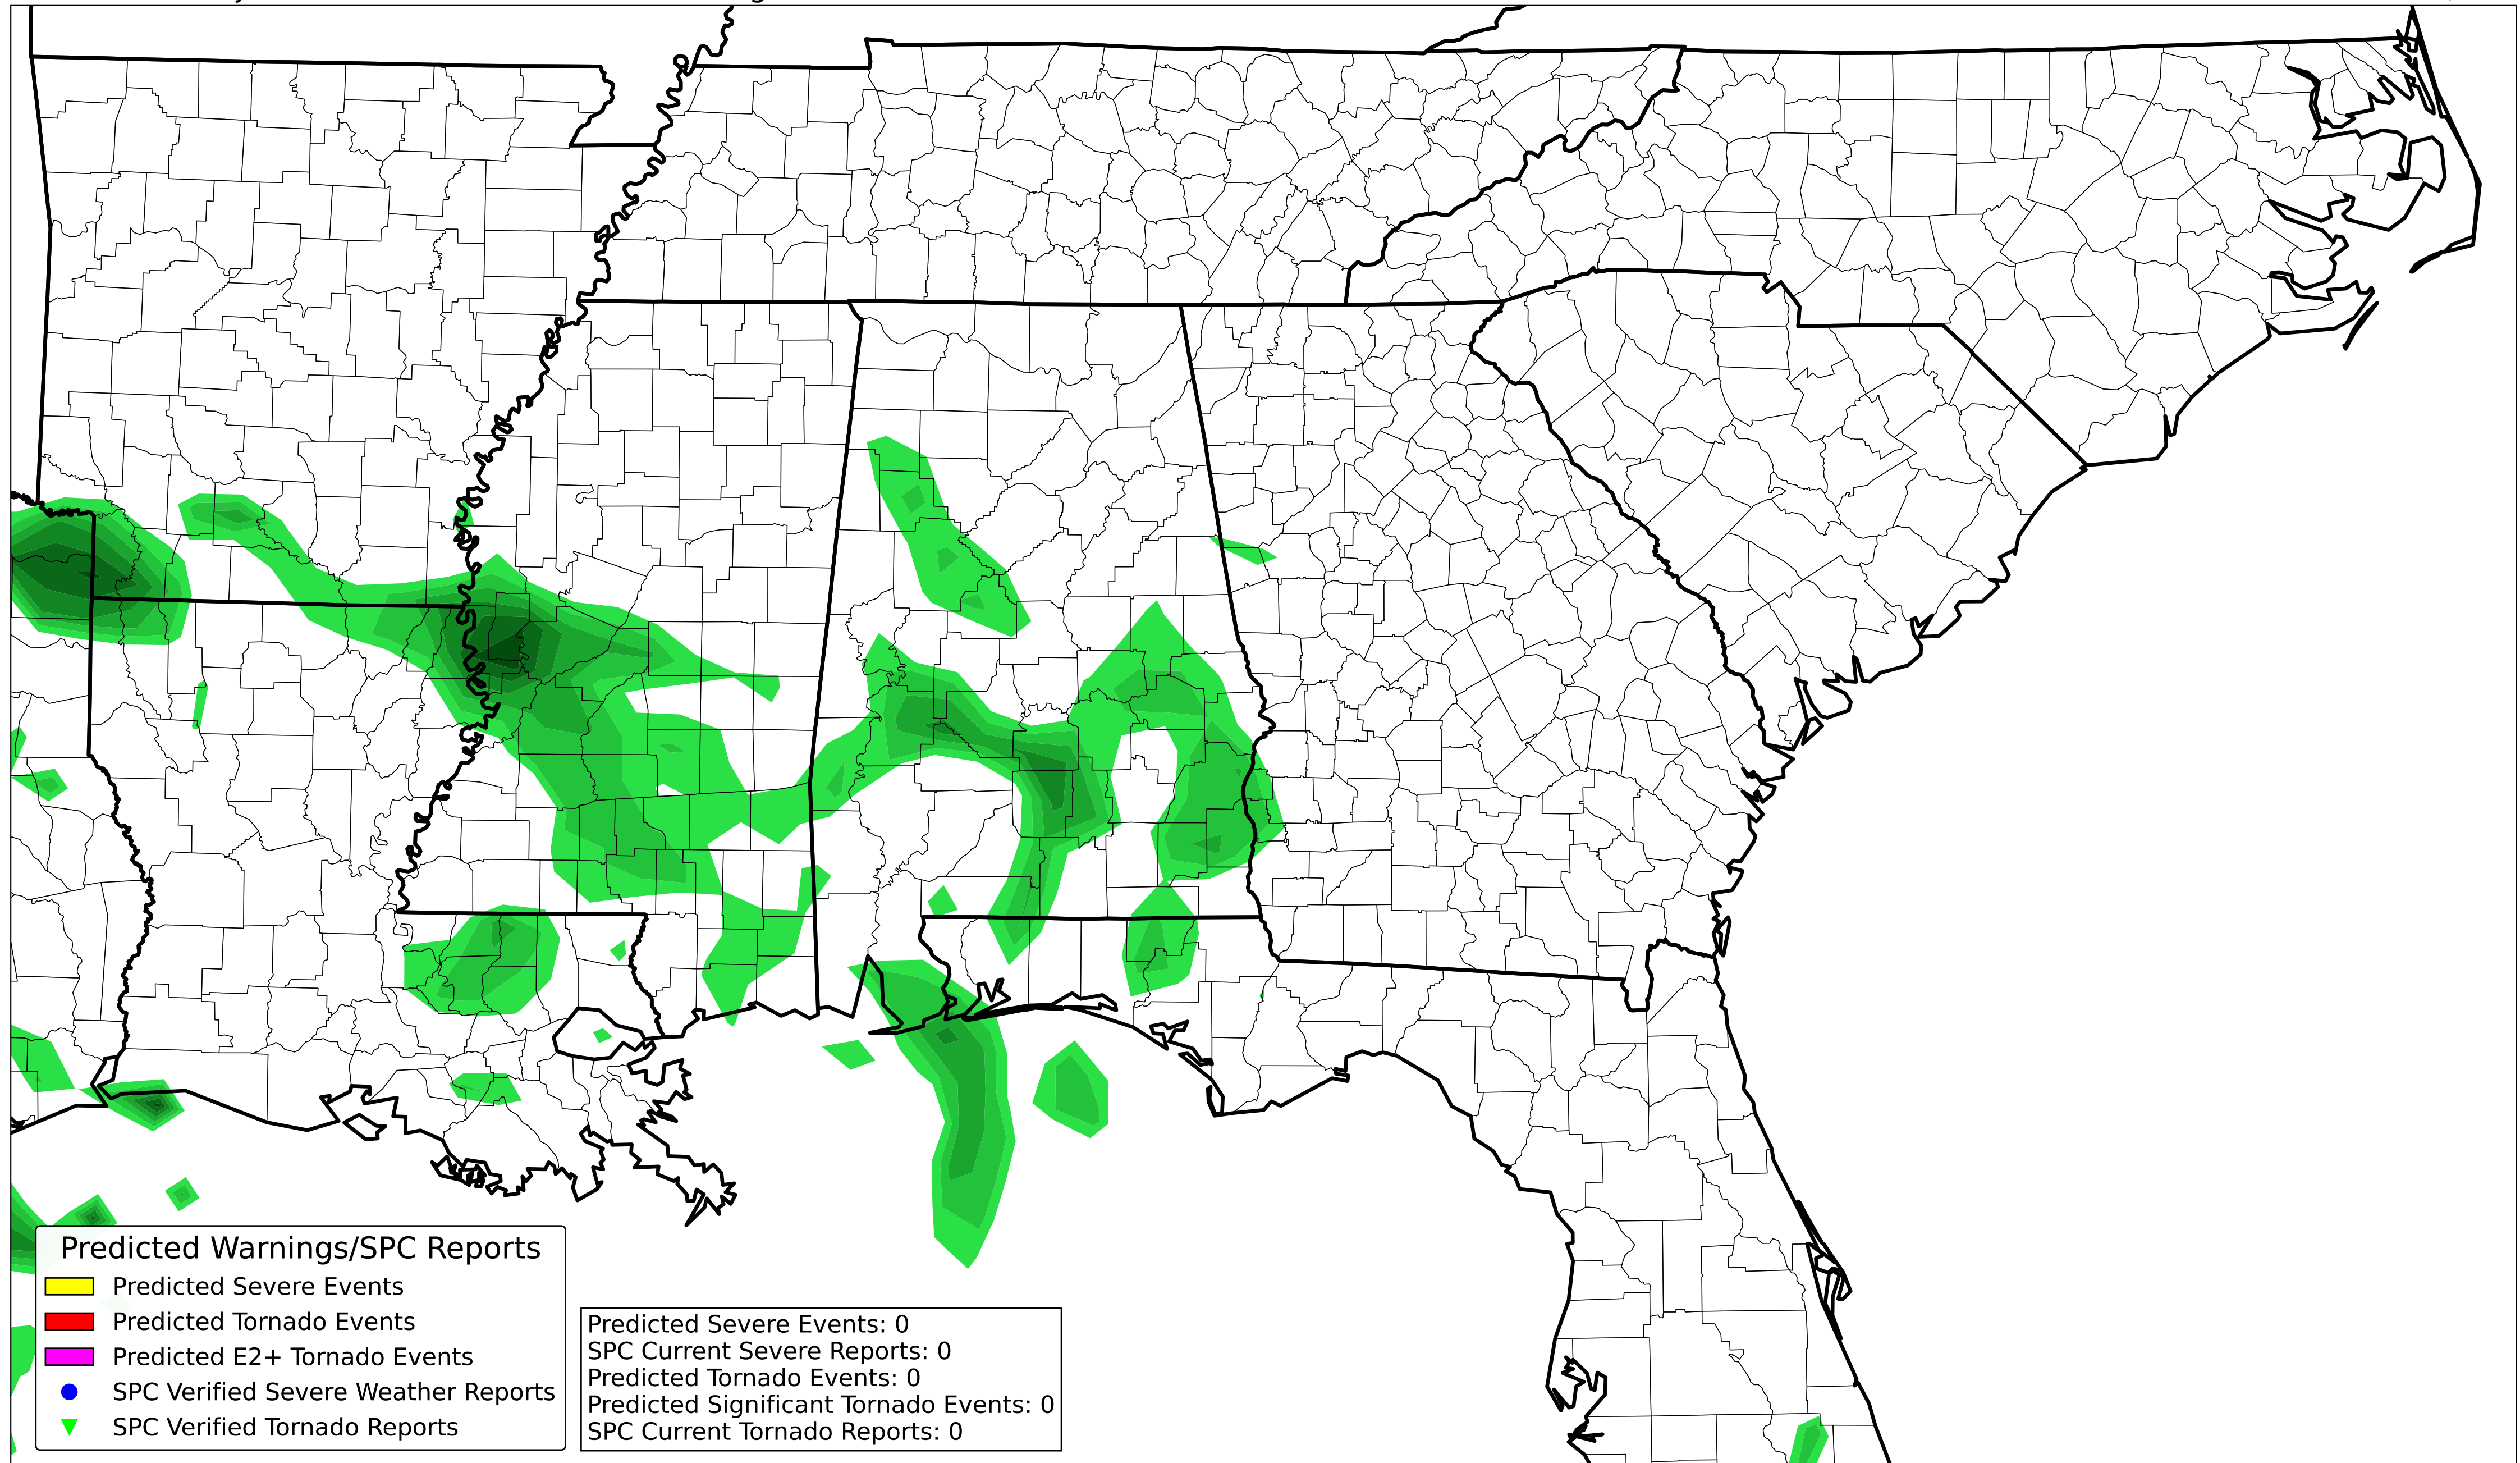 Predicted Warnings/SPC Reports
Predicted Severe Events
Predicted Tornado Events
Predicted E2+ Tornado Events
SPC Verified Severe Weather Reports
SPC Verified Tornado Reports
Predicted Severe Events: 0
SPC Current Severe Reports: 0
Predicted Tornado Events: 0
Predicted Significant Tornado Events: 0
SPC Current Tornado Reports: 0